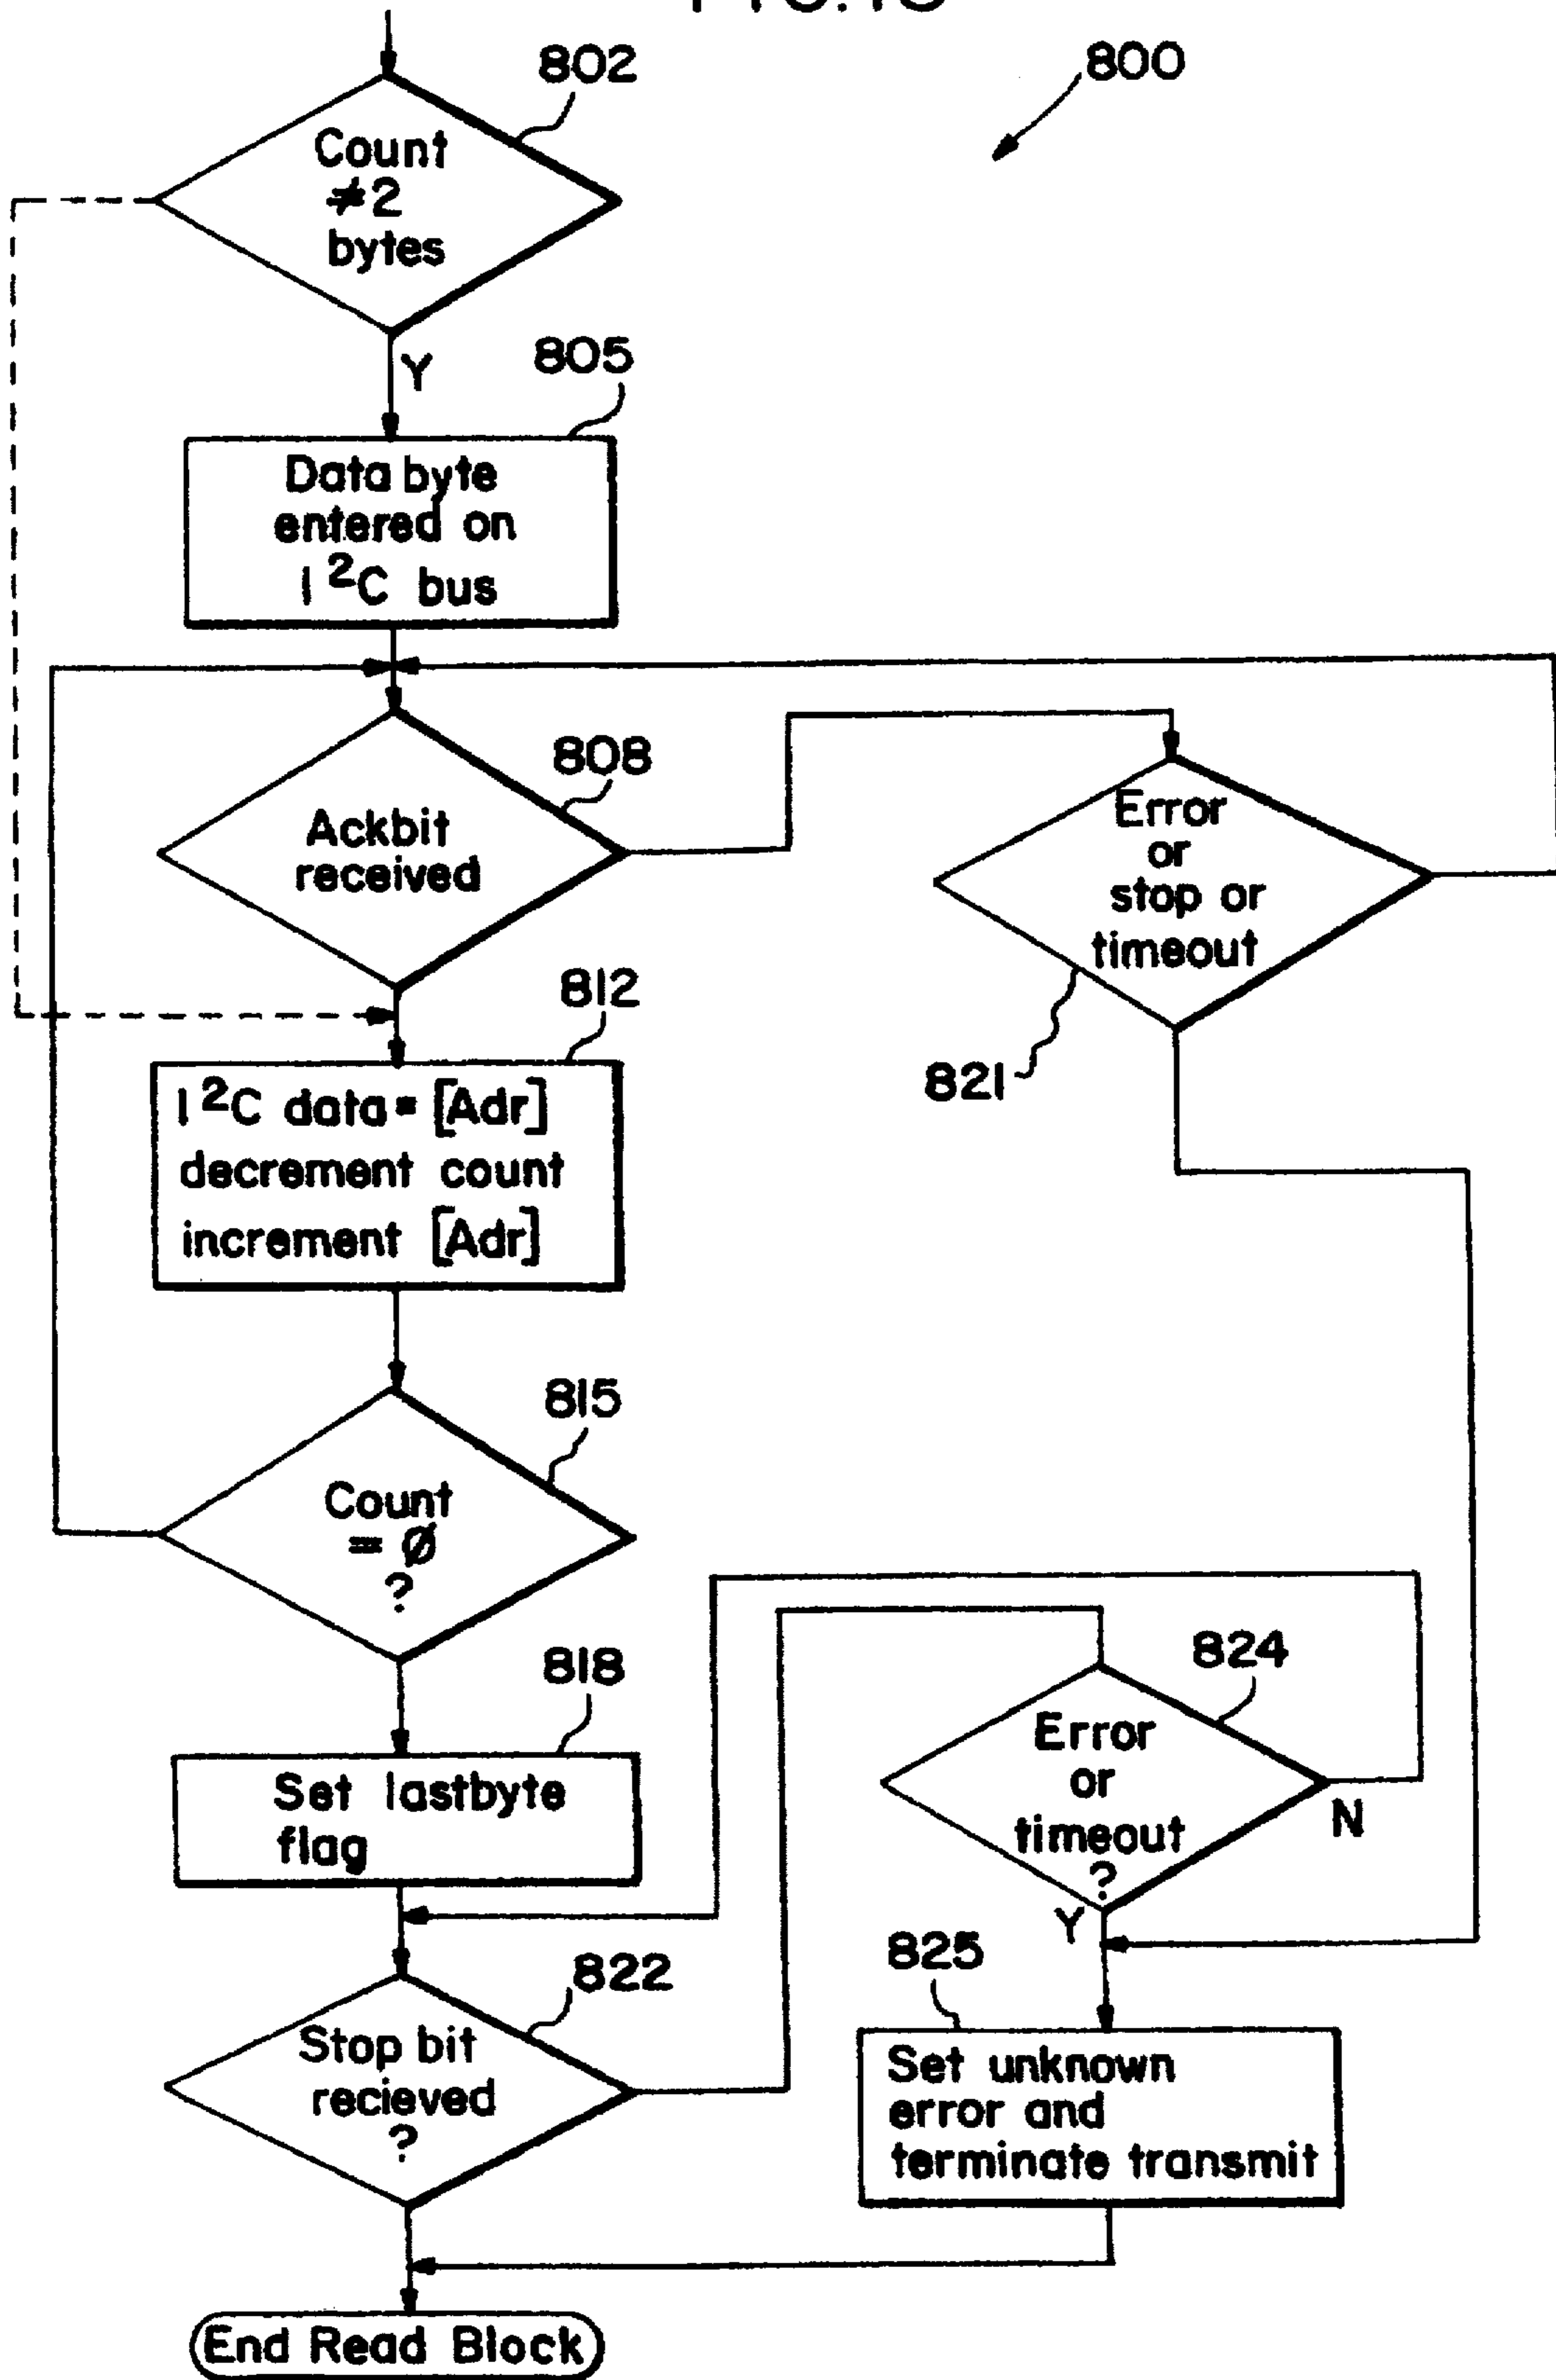 802
800
Count
≠2
bytes
Y
805
Data byte
entered on
I²C bus
808
Ackbit
received
Error
or
stop or
timeout
821
812
I²C data = [Adr]
decrement count
increment [Adr]
815
Count
= Ø
?
818
Set lastbyte
flag
824
Error
or
timeout
?
N
Y
822
Stop bit
recieved
?
825
Set unknown
error and
terminate transmit
End Read Block